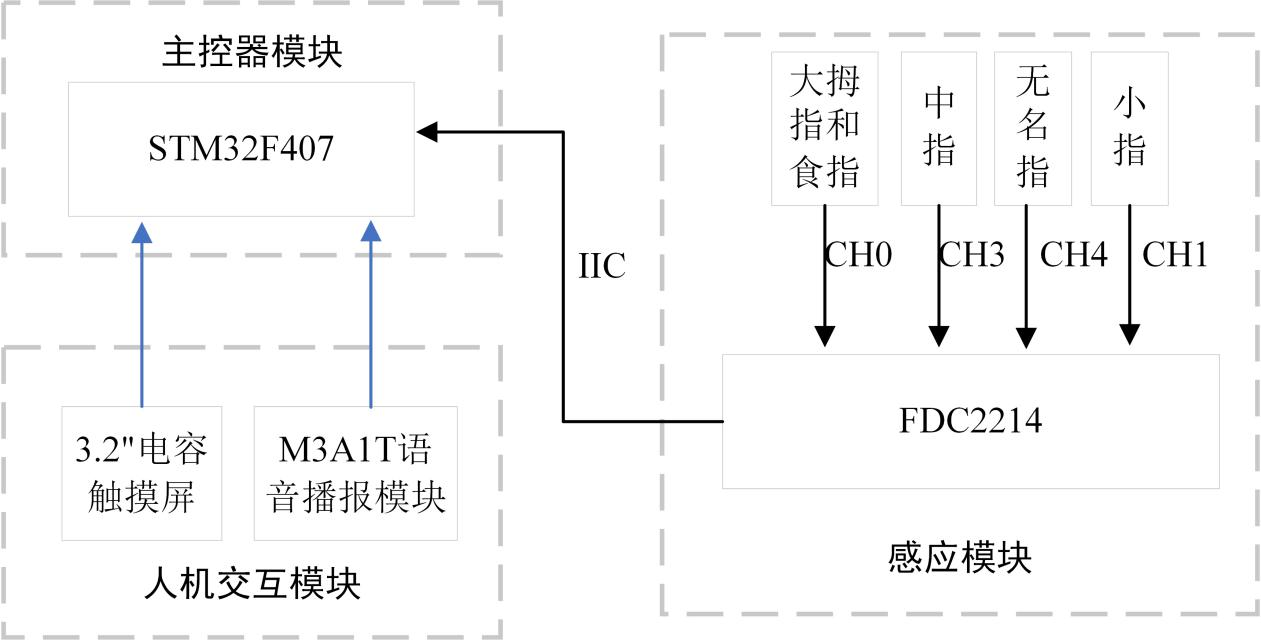 主控器模块
STM32F407
3.2"电容
触摸屏
M3A1T语
音播报模块
人机交互模块
IIC
大拇
指和
食指
中
指
无
名
指
小
指
CH0
CH3
CH4
CH1
FDC2214
感应模块